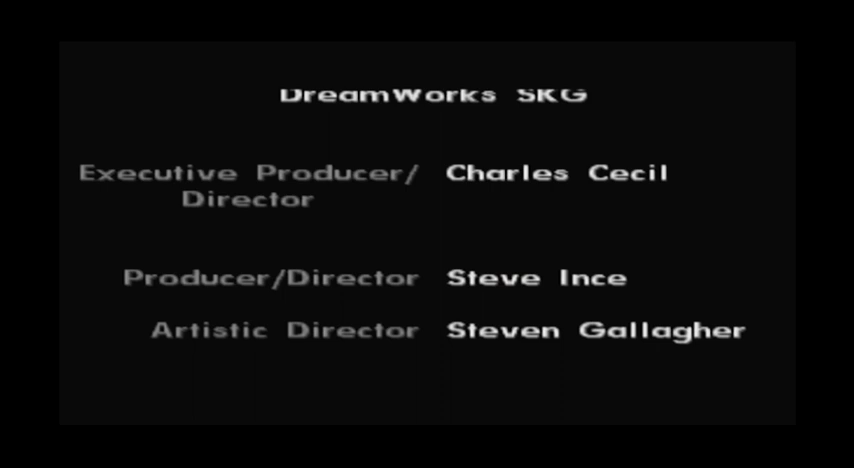 DreamWorks SKG
Executive Producer/ Charles Cecil
Director
Producer/Director Steve Ince
Artistic Director Steven Gallagher